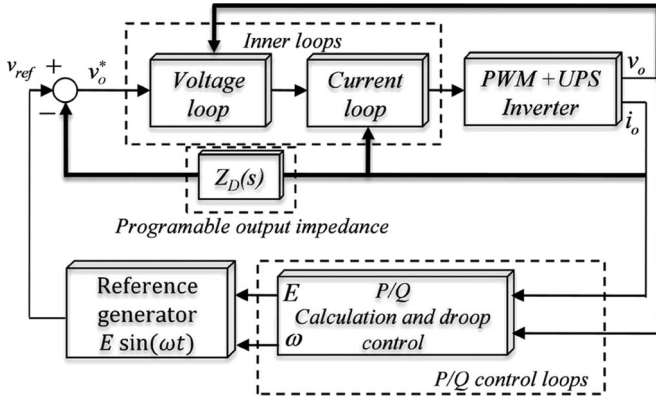 Inner loops
v_ref
+
v_o^*
−
Voltage
loop
Current
loop
PWM + UPS
Inverter
v_o
i_o
Z_D(s)
Programable output impedance
Reference
generator
E sin(ωt)
E
ω
P/Q
Calculation and droop
control
P/Q control loops